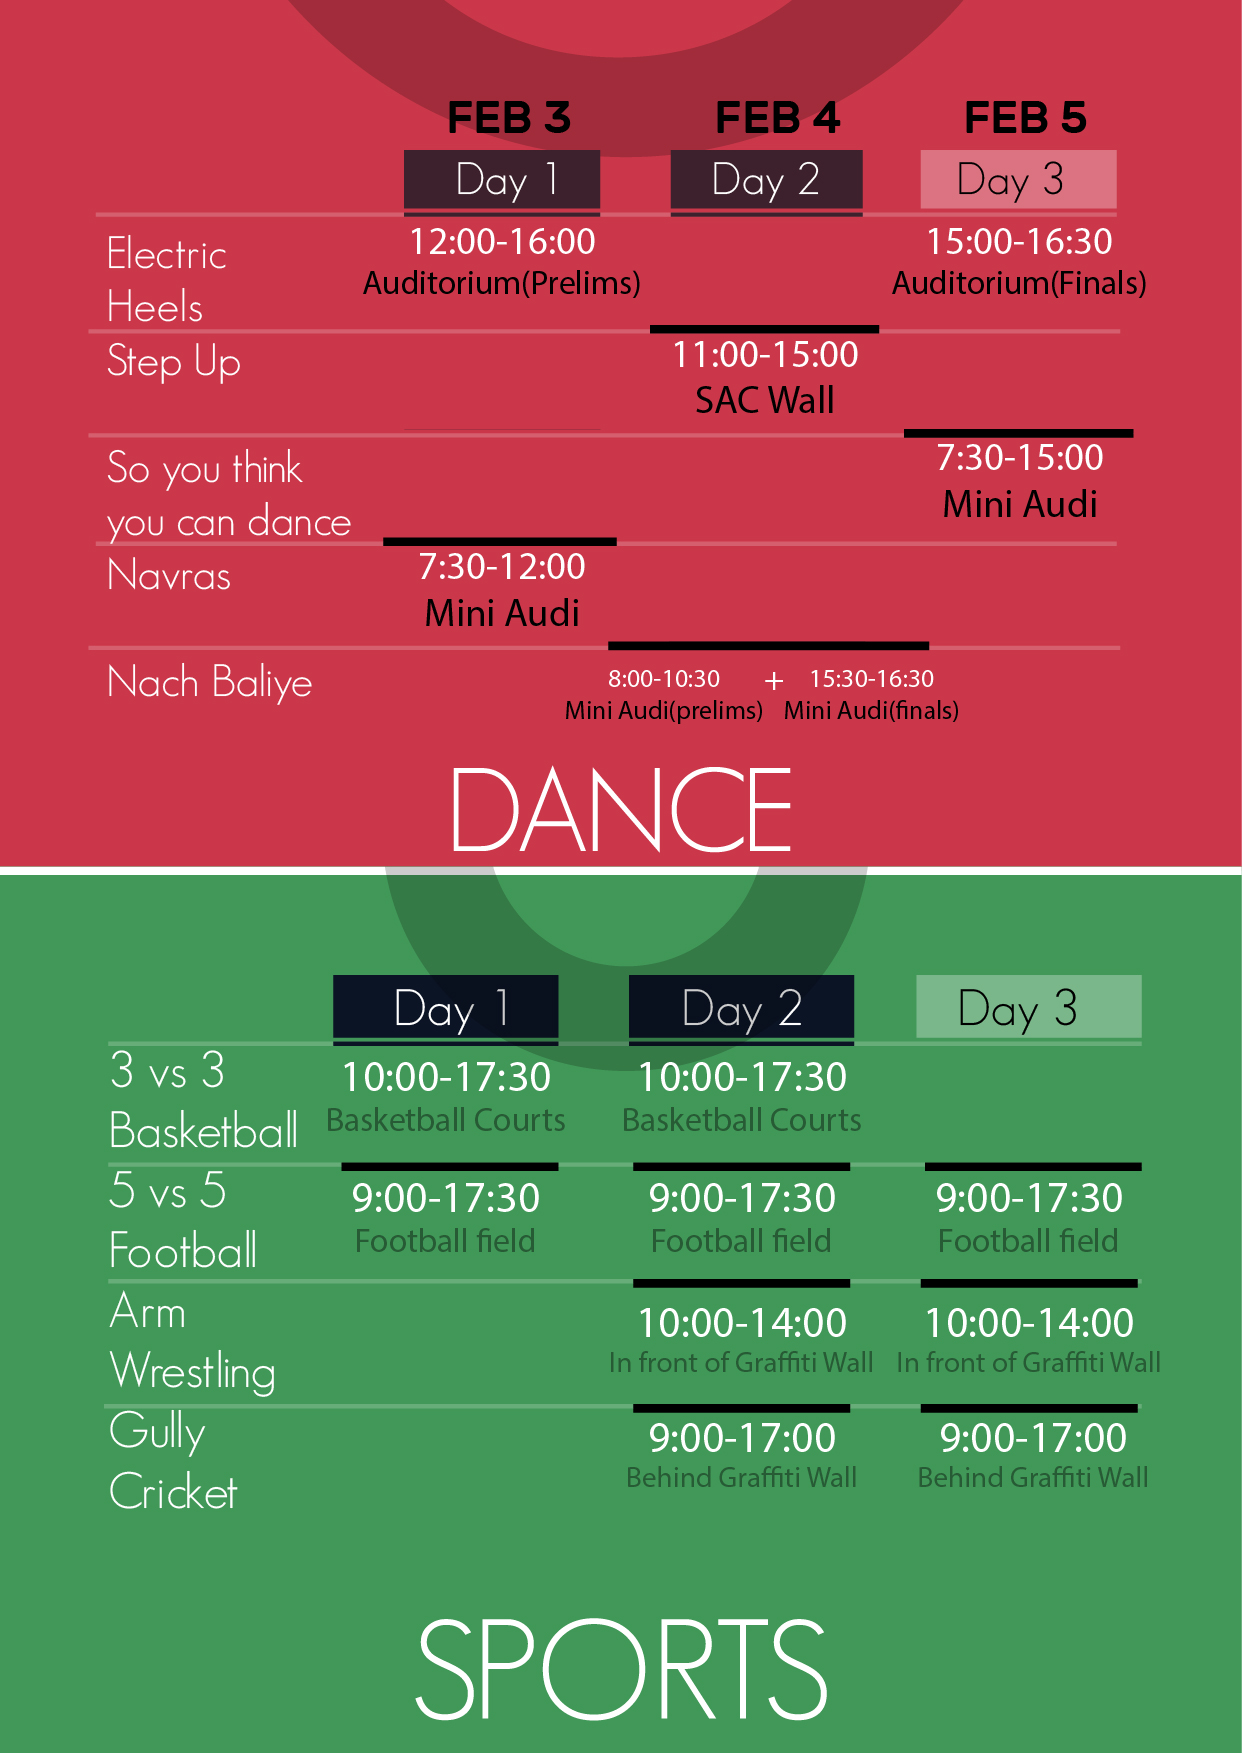 FEB 3 FEB 4 FEB 5
Day 1 Day 2 Day 3
12:00-16:00 15:00-16:30
Electric
Auditorium(Prelims) Auditorium(Finals)
Heels
Step Up 11:00-15:00
SAC Wall
So you think 7:30-15:00
Mini Audi
you can dance
Navras 7:30-12:00
Mini Audi
Nach Baliye 8:00-10:30 + 15:30-16:30
Mini Audi(prelims) Mini Audi(finals)
DANCE
Day 1 Day 2 Day 3
3 vs 3 10:00-17:30 10:00-17:30
Basketball Basketball Courts Basketball Courts
5 vs 5 9:00-17:30 9:00-17:30 9:00-17:30
Football Football field Football field Football field
Arm 10:00-14:00 10:00-14:00
Wrestling In front of Graffiti Wall In front of Graffiti Wall
Gully 9:00-17:00 9:00-17:00
Behind Graffiti Wall Behind Graffiti Wall
Cricket
SPORTS